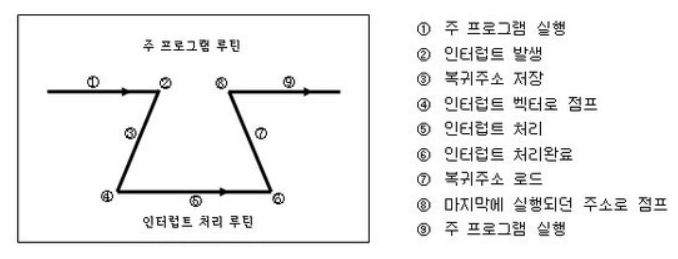 주 프로그램 루틴
① ② ⑧ ⑨
③ ⑦
④ ⑤ ⑥
인터럽트 처리 루틴
① 주 프로그램 실행
② 인터럽트 발생
③ 복귀주소 저장
④ 인터럽트 벡터로 점프
⑤ 인터럽트 처리
⑥ 인터럽트 처리완료
⑦ 복귀주소 로드
⑧ 마지막에 실행되던 주소로 점프
⑨ 주 프로그램 실행